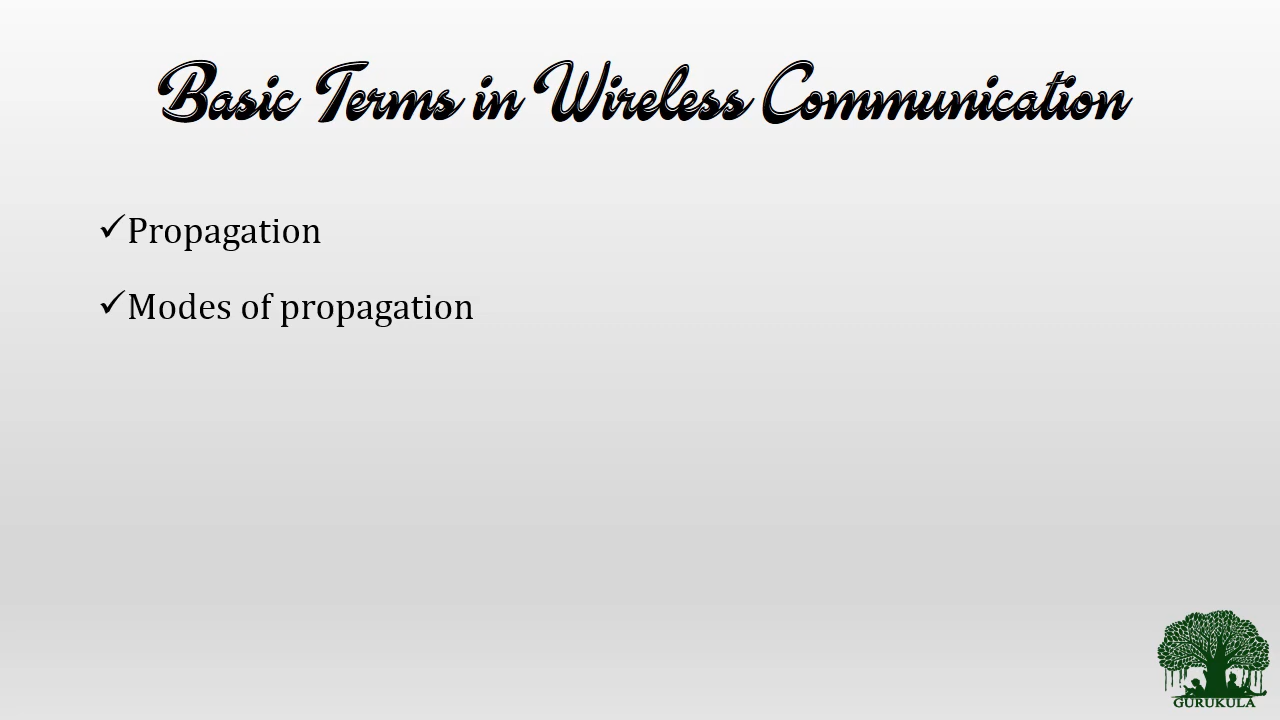 Basic Terms in Wireless Communication
✓Propagation
✓Modes of propagation
GURUKULA